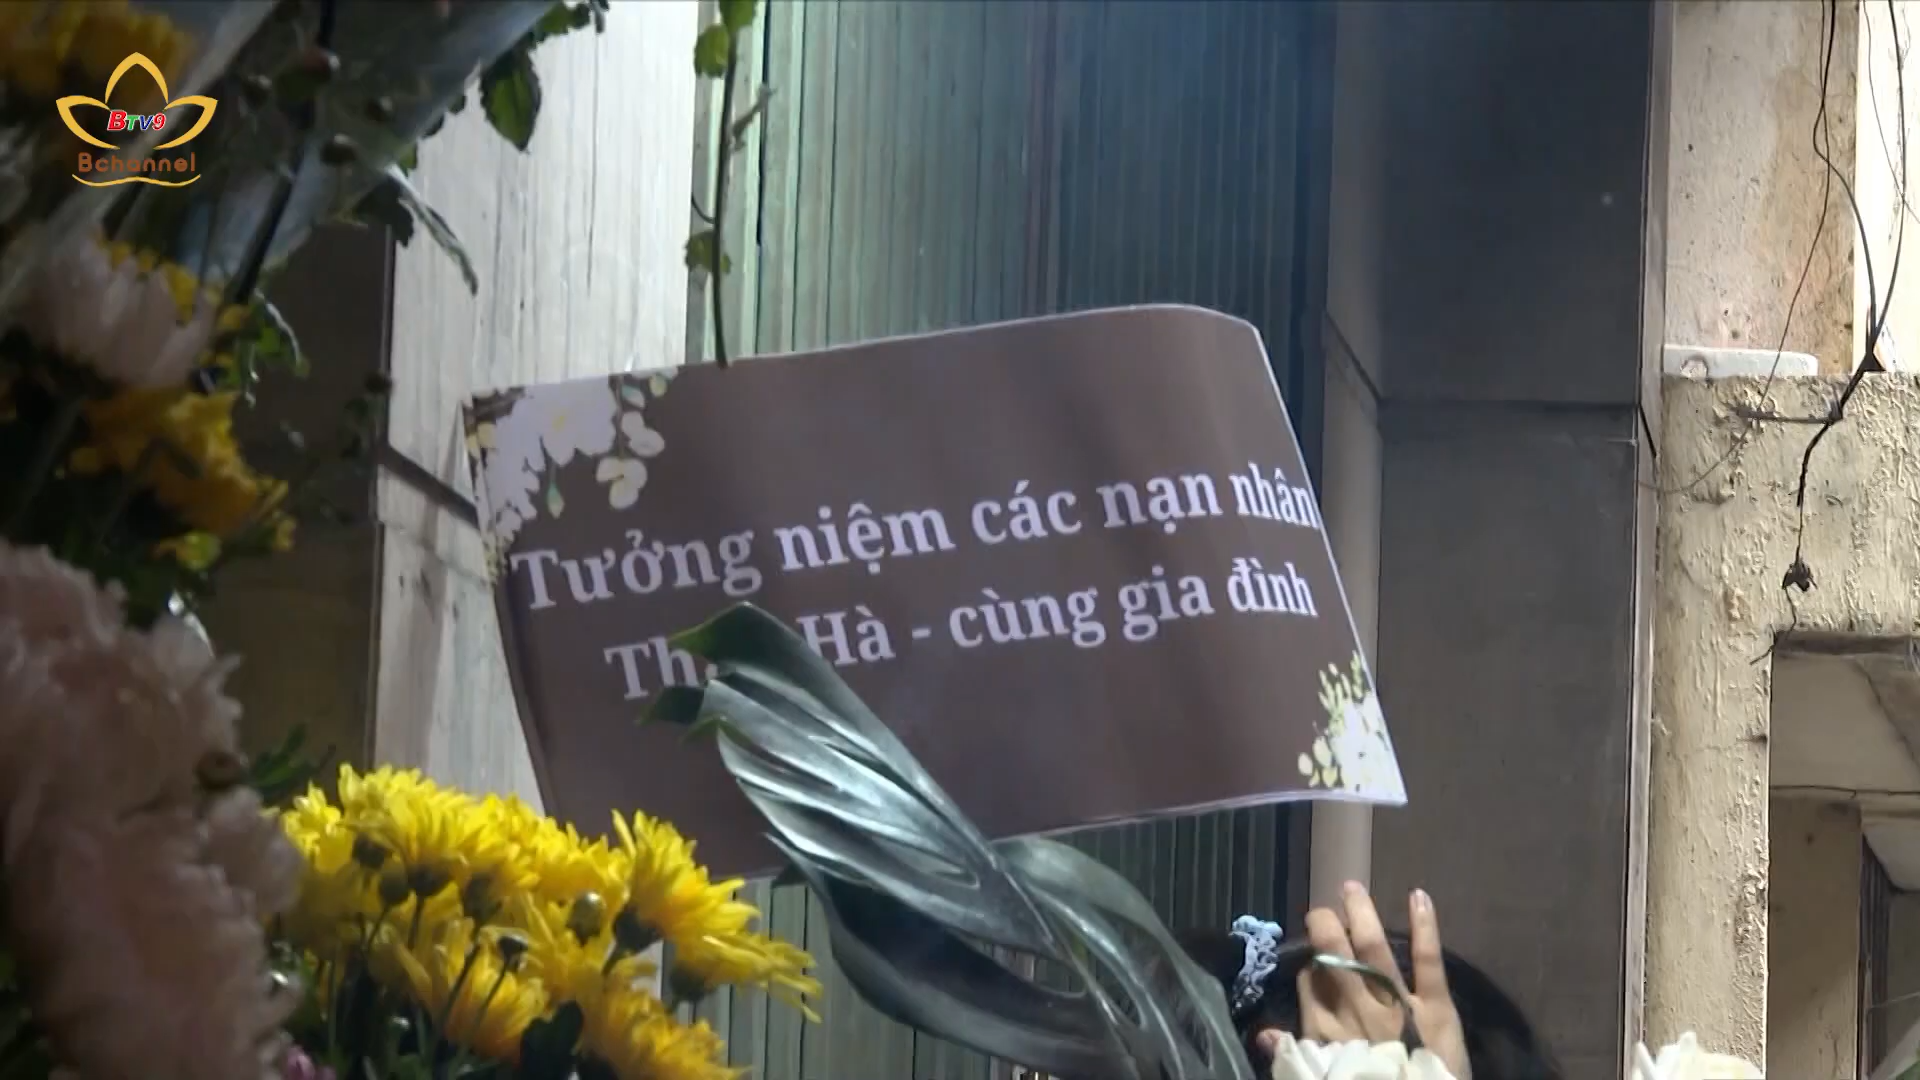 BTV9
Bchannel
Tưởng niệm các nạn nhân
Hà - cùng gia đình